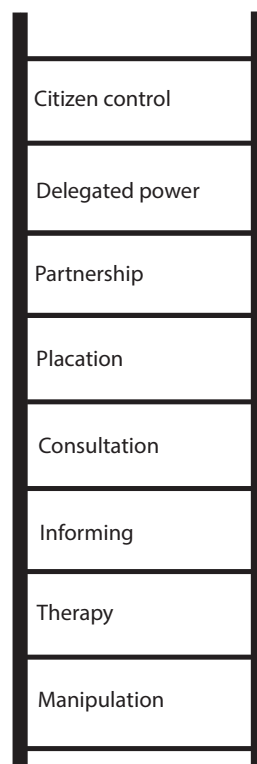 Citizen control
Delegated power
Partnership
Placation
Consultation
Informing
Therapy
Manipulation